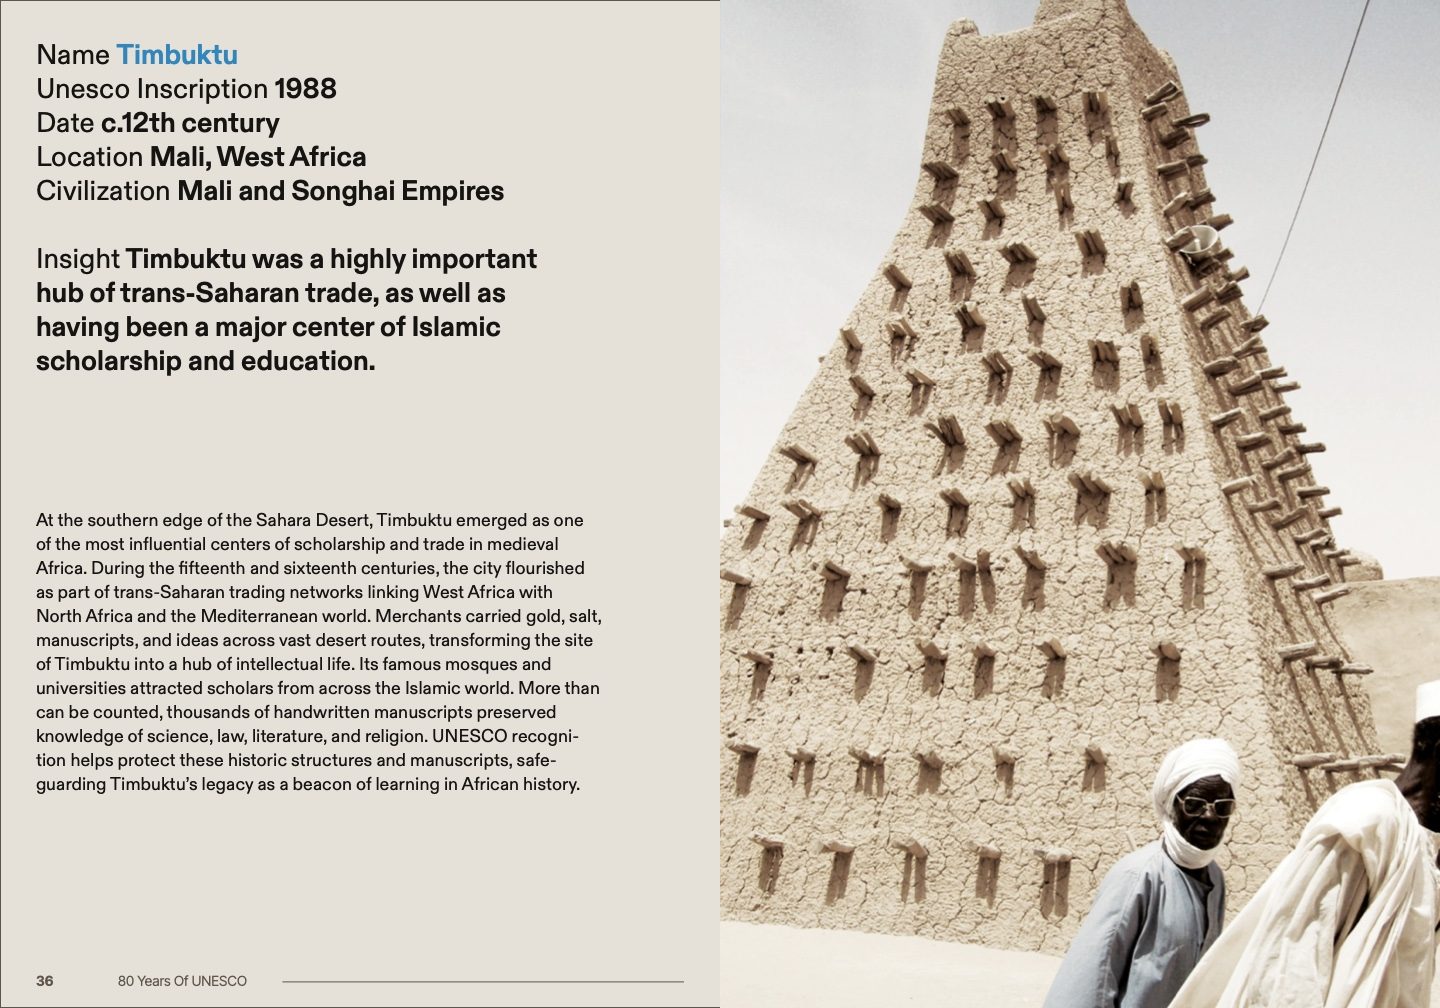 Name Timbuktu
Unesco Inscription 1988
Date c.12th century
Location Mali, West Africa
Civilization Mali and Songhai Empires
Insight Timbuktu was a highly important
hub of trans-Saharan trade, as well as
having been a major center of Islamic
scholarship and education.
At the southern edge of the Sahara Desert, Timbuktu emerged as one
of the most influential centers of scholarship and trade in medieval
Africa. During the fifteenth and sixteenth centuries, the city flourished
as part of trans-Saharan trading networks linking West Africa with
North Africa and the Mediterranean world. Merchants carried gold, salt,
manuscripts, and ideas across vast desert routes, transforming the site
of Timbuktu into a hub of intellectual life. Its famous mosques and
universities attracted scholars from across the Islamic world. More than
can be counted, thousands of handwritten manuscripts preserved
knowledge of science, law, literature, and religion. UNESCO recogni-
tion helps protect these historic structures and manuscripts, safe-
guarding Timbuktu’s legacy as a beacon of learning in African history.
36 80 Years Of UNESCO